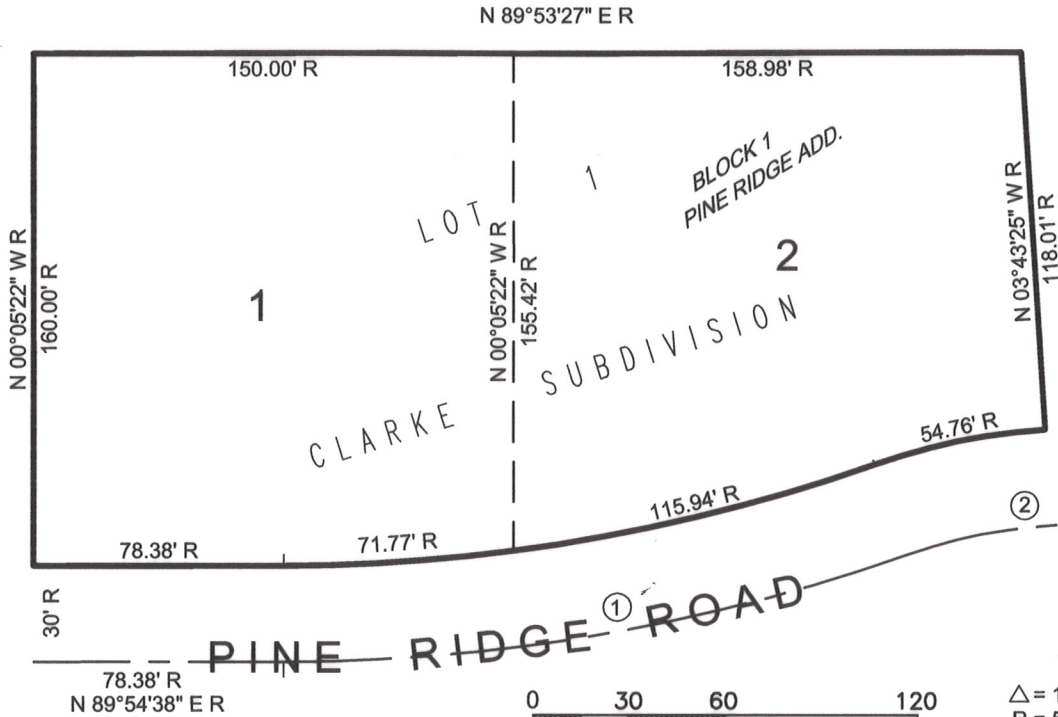 N 89°53'27" E R
150.00' R
158.98' R
BLOCK 1
PINE RIDGE ADD.
LOT 1
N 00°05'22" W R
160.00' R
1
N 00°05'22" W R
155.42' R
2
N 03°43'25" W R
118.01' R
CLARKE SUBDIVISION
54.76' R
115.94' R
78.38' R
71.77' R
②
①
30' R
PINE RIDGE ROAD
78.38' R
N 89°54'38" E R
0 30 60 120
△ = 1